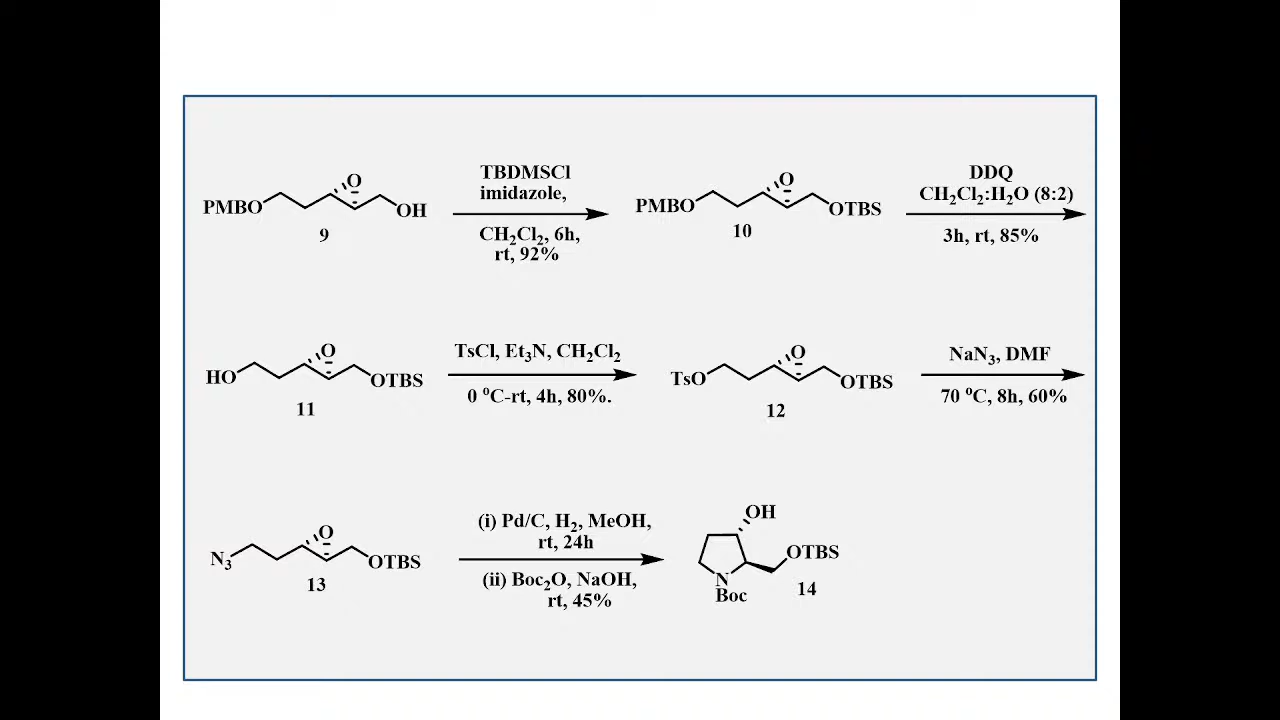 TBDMSCl
imidazole,
CH₂Cl₂, 6h,
rt, 92%
DDQ
CH₂Cl₂:H₂O (8:2)
3h, rt, 85%
PMBO
O
OH
9
PMBO
O
OTBS
10
TsCl, Et₃N, CH₂Cl₂
0 ºC-rt, 4h, 80%.
NaN₃, DMF
70 ºC, 8h, 60%
HO
O
OTBS
11
TsO
O
OTBS
12
N₃
O
OTBS
13
(i) Pd/C, H₂, MeOH,
rt, 24h
(ii) Boc₂O, NaOH,
rt, 45%
OH
OTBS
N
Boc
14